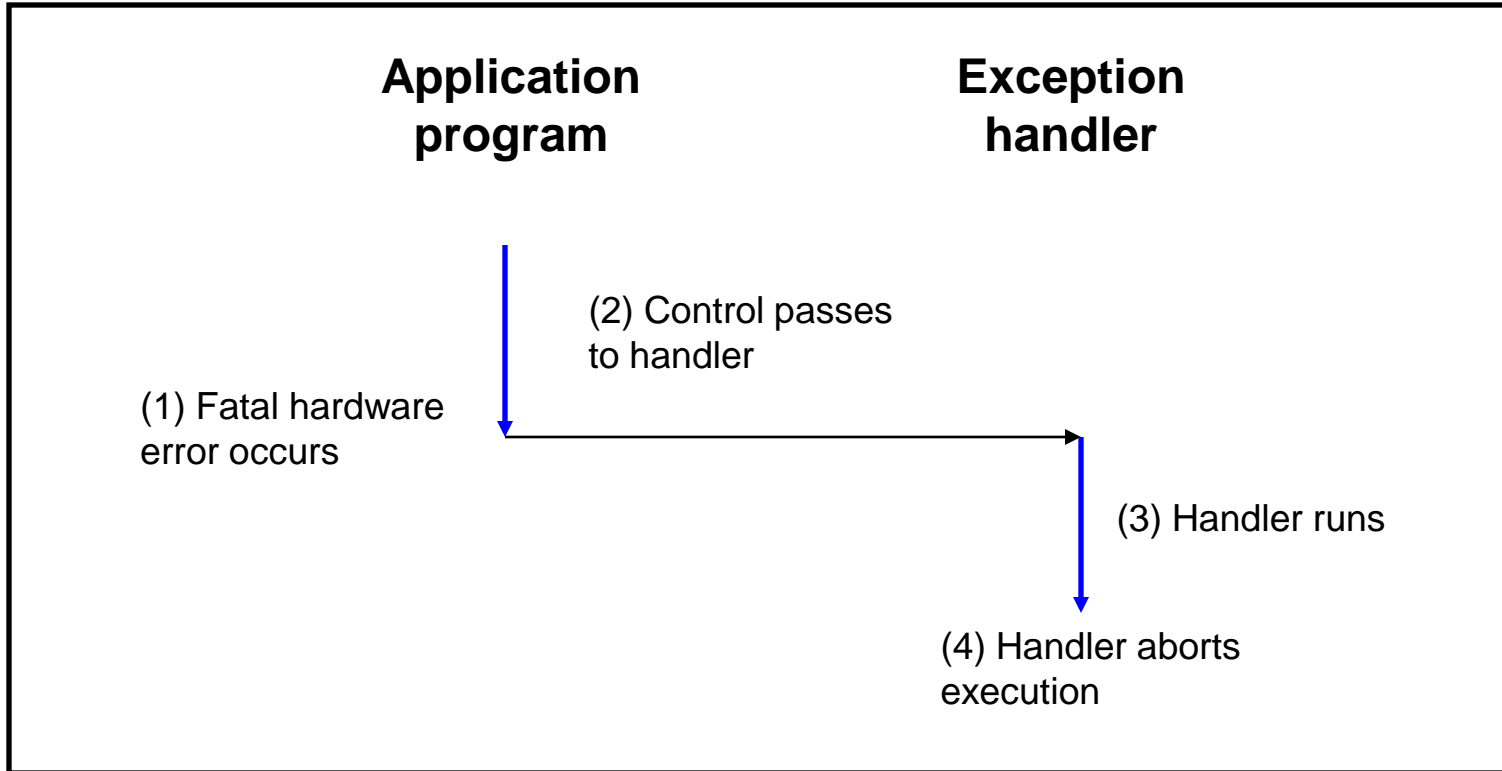 Application
program
Exception
handler
(2) Control passes
to handler
(1) Fatal hardware
error occurs
(3) Handler runs
(4) Handler aborts
execution